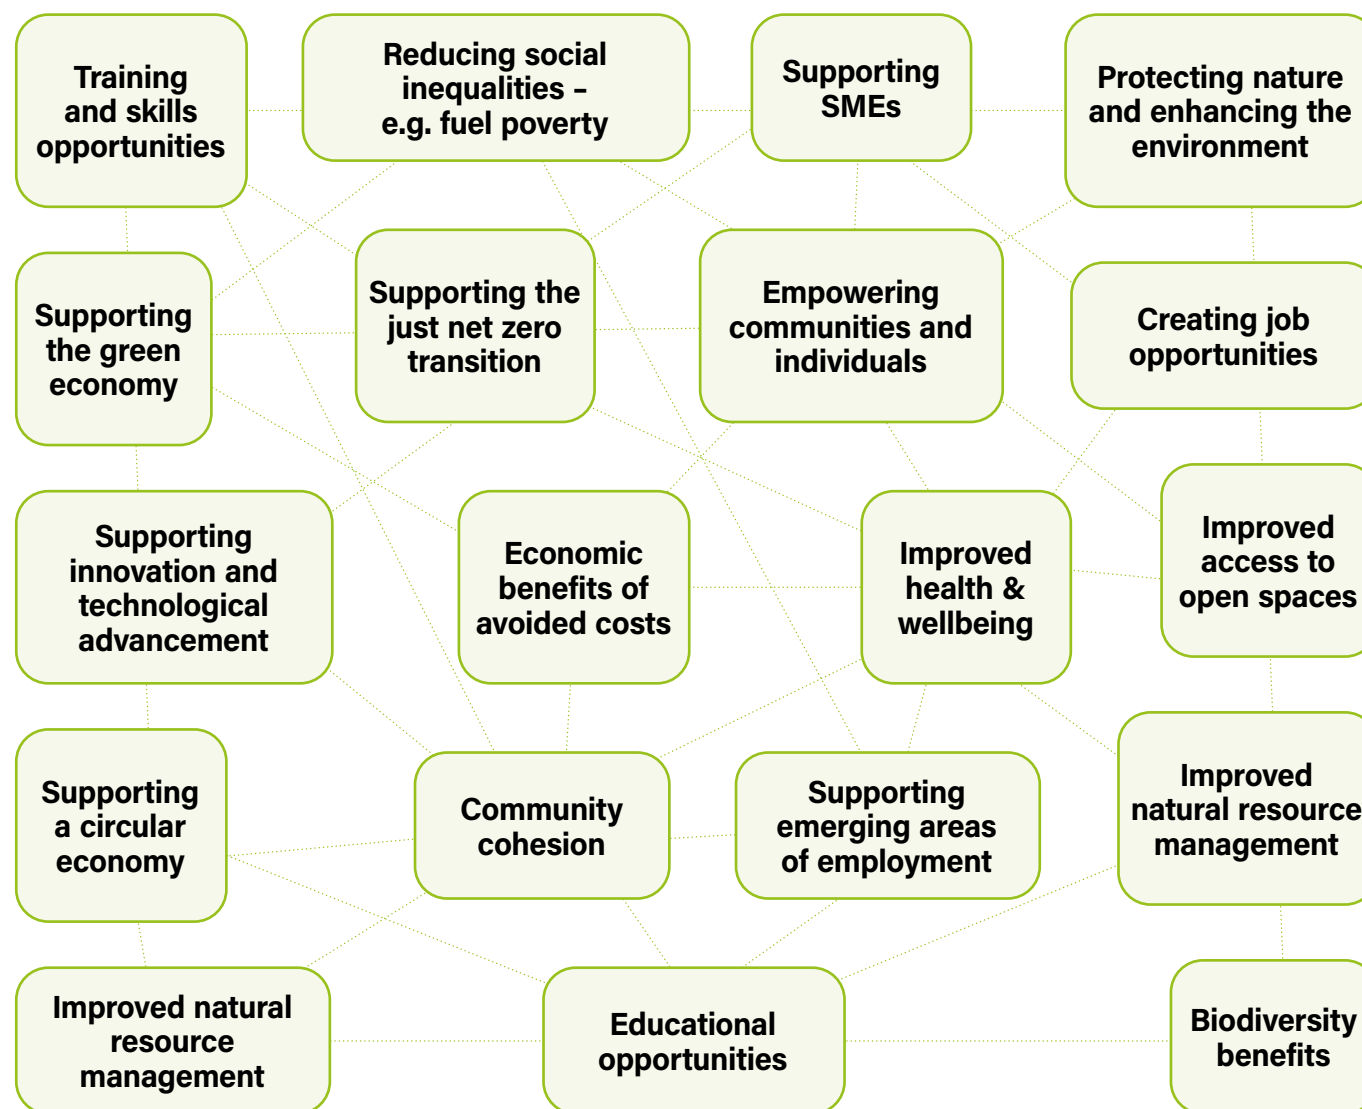 Training
and skills
opportunities
Reducing social
inequalities –
e.g. fuel poverty
Supporting
SMEs
Protecting nature
and enhancing the
environment
Supporting
the green
economy
Supporting the
just net zero
transition
Empowering
communities and
individuals
Creating job
opportunities
Supporting
innovation and
technological
advancement
Economic
benefits of
avoided costs
Improved
health &
wellbeing
Improved
access to
open spaces
Supporting
a circular
economy
Community
cohesion
Supporting
emerging areas
of employment
Improved
natural resource
management
Improved natural
resource
management
Educational
opportunities
Biodiversity
benefits